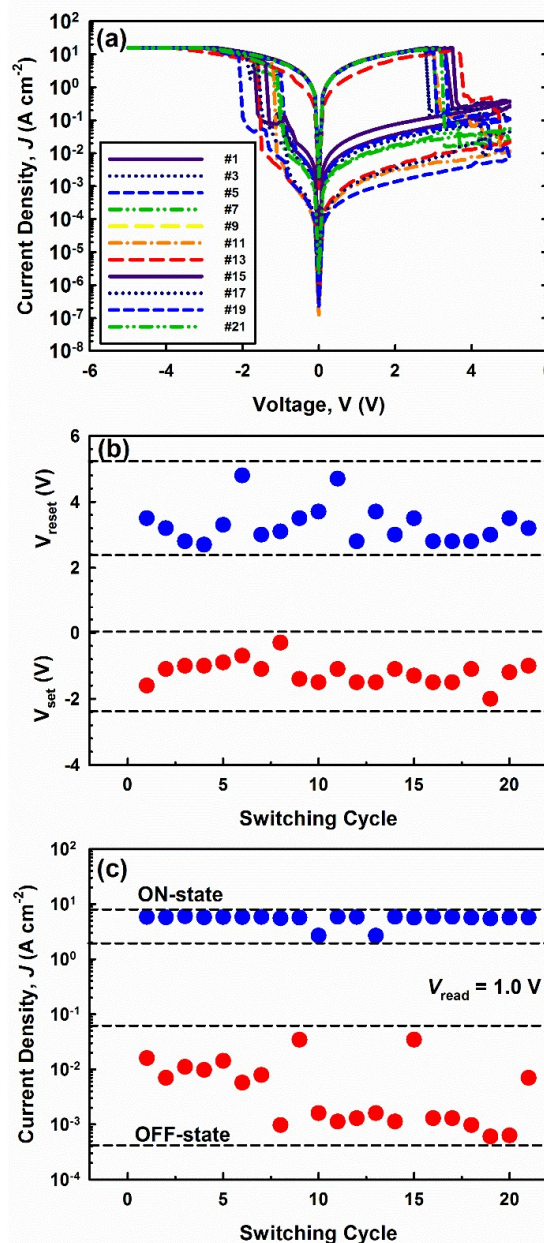 (a)
Current Density, J (A cm⁻²)
10²
10¹
10⁰
10⁻¹
10⁻²
10⁻³
10⁻⁴
10⁻⁵
10⁻⁶
10⁻⁷
10⁻⁸
#1
#3
#5
#7
#9
#11
#13
#15
#17
#19
#21
-6 -4 -2 0 2 4 6
Voltage, V (V)
(b)
V_reset (V)
V_set (V)
6
4
2
0
-2
-4
0 5 10 15 20
Switching Cycle
(c)
Current Density, J (A cm⁻²)
10²
10¹
10⁰
10⁻¹
10⁻²
10⁻³
10⁻⁴
ON-state
V_read = 1.0 V
OFF-state
0 5 10 15 20
Switching Cycle